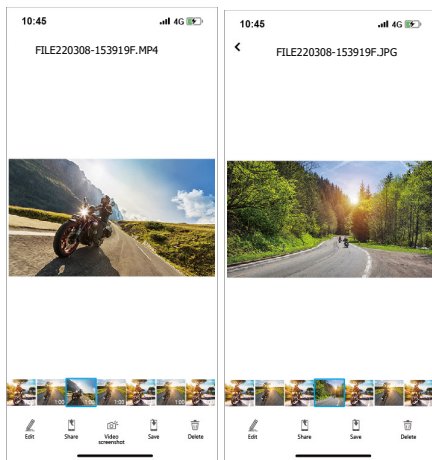 10:45
4G
FILE220308-153919F.MP4
1:00
1:00
1:00
1:00
Edit
Share
Video
screenshot
Save
Delete
10:45
4G
FILE220308-153919F.JPG
Edit
Share
Save
Delete